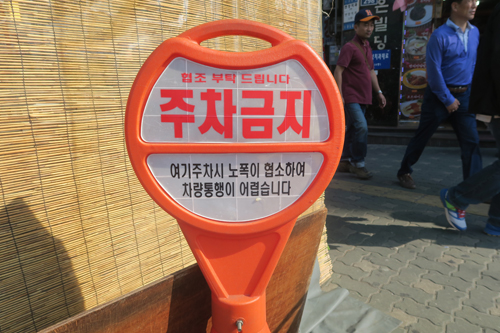 협조 부탁 드립니다
주차금지
여기주차시 노폭이 협소하여
차량통행이 어렵습니다